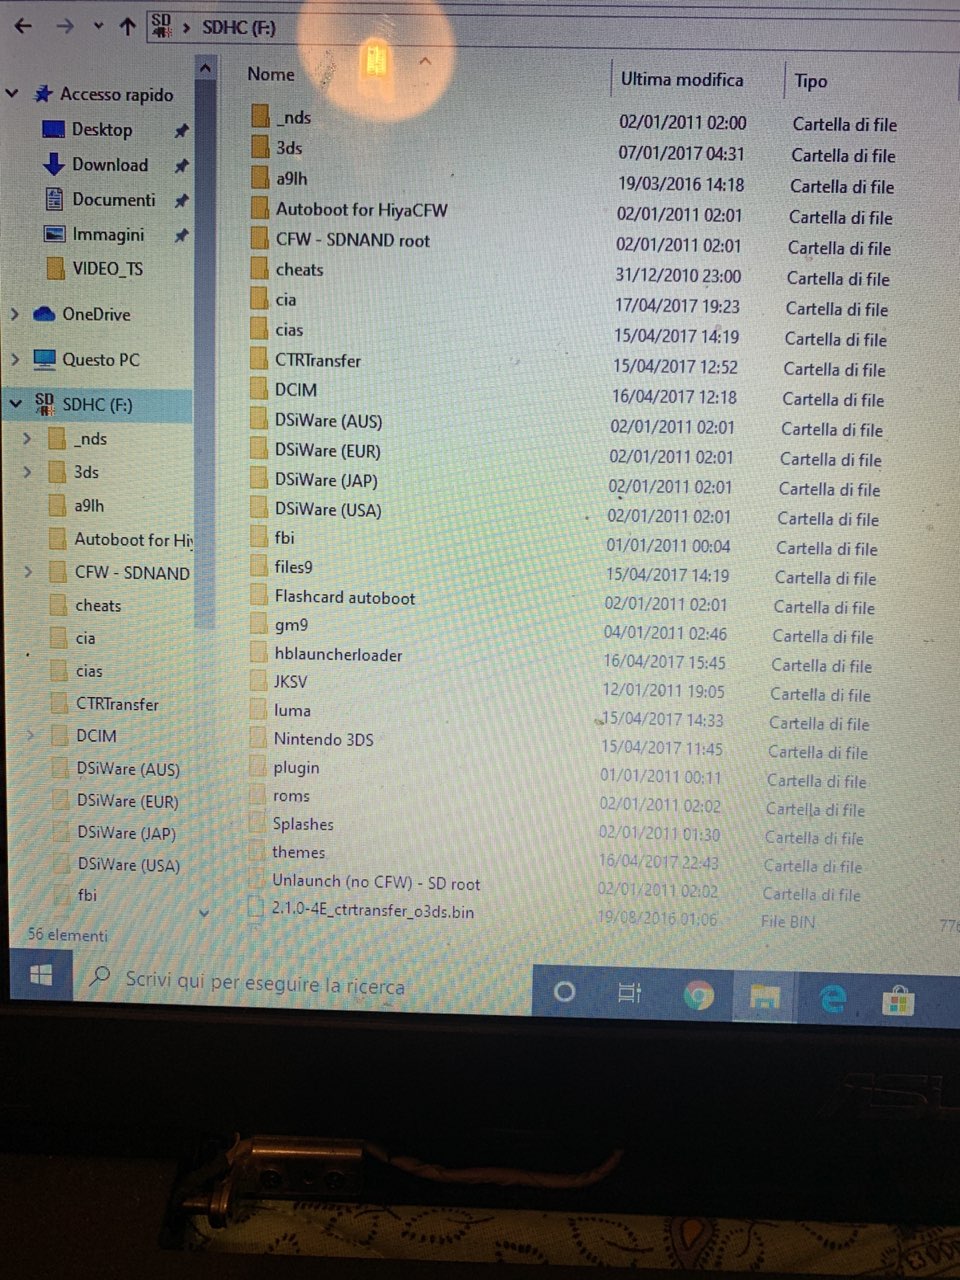 SDHC (F:)
Nome
Ultima modifica
Tipo
Accesso rapido
Desktop
Download
Documenti
Immagini
VIDEO_TS
OneDrive
Questo PC
SDHC (F:)
_nds
3ds
a9lh
Autoboot for Hiy
CFW - SDNAND
cheats
cia
cias
CTRTransfer
DCIM
DSiWare (AUS)
DSiWare (EUR)
DSiWare (JAP)
DSiWare (USA)
fbi
_nds 02/01/2011 02:00 Cartella di file
3ds 07/01/2017 04:31 Cartella di file
a9lh 19/03/2016 14:18 Cartella di file
Autoboot for HiyaCFW 02/01/2011 02:01 Cartella di file
CFW - SDNAND root 02/01/2011 02:01 Cartella di file
cheats 31/12/2010 23:00 Cartella di file
cia 17/04/2017 19:23 Cartella di file
cias 15/04/2017 14:19 Cartella di file
CTRTransfer 15/04/2017 12:52 Cartella di file
DCIM 16/04/2017 12:18 Cartella di file
DSiWare (AUS) 02/01/2011 02:01 Cartella di file
DSiWare (EUR) 02/01/2011 02:01 Cartella di file
DSiWare (JAP) 02/01/2011 02:01 Cartella di file
DSiWare (USA) 02/01/2011 02:01 Cartella di file
fbi 01/01/2011 00:04 Cartella di file
files9 15/04/2017 14:19 Cartella di file
Flashcard autoboot 02/01/2011 02:01 Cartella di file
gm9 04/01/2011 02:46 Cartella di file
hblauncherloader 16/04/2017 15:45 Cartella di file
JKSV 12/01/2011 19:05 Cartella di file
luma 15/04/2017 14:33 Cartella di file
Nintendo 3DS 15/04/2017 11:45 Cartella di file
plugin 01/01/2011 00:11 Cartella di file
roms 02/01/2011 02:02 Cartella di file
Splashes 02/01/2011 01:30 Cartella di file
themes 16/04/2017 22:43 Cartella di file
Unlaunch (no CFW) - SD root 02/01/2011 02:02 Cartella di file
2.1.0-4E_ctrtransfer_o3ds.bin 19/08/2016 01:06 File BIN
56 elementi
Scrivi qui per eseguire la ricerca